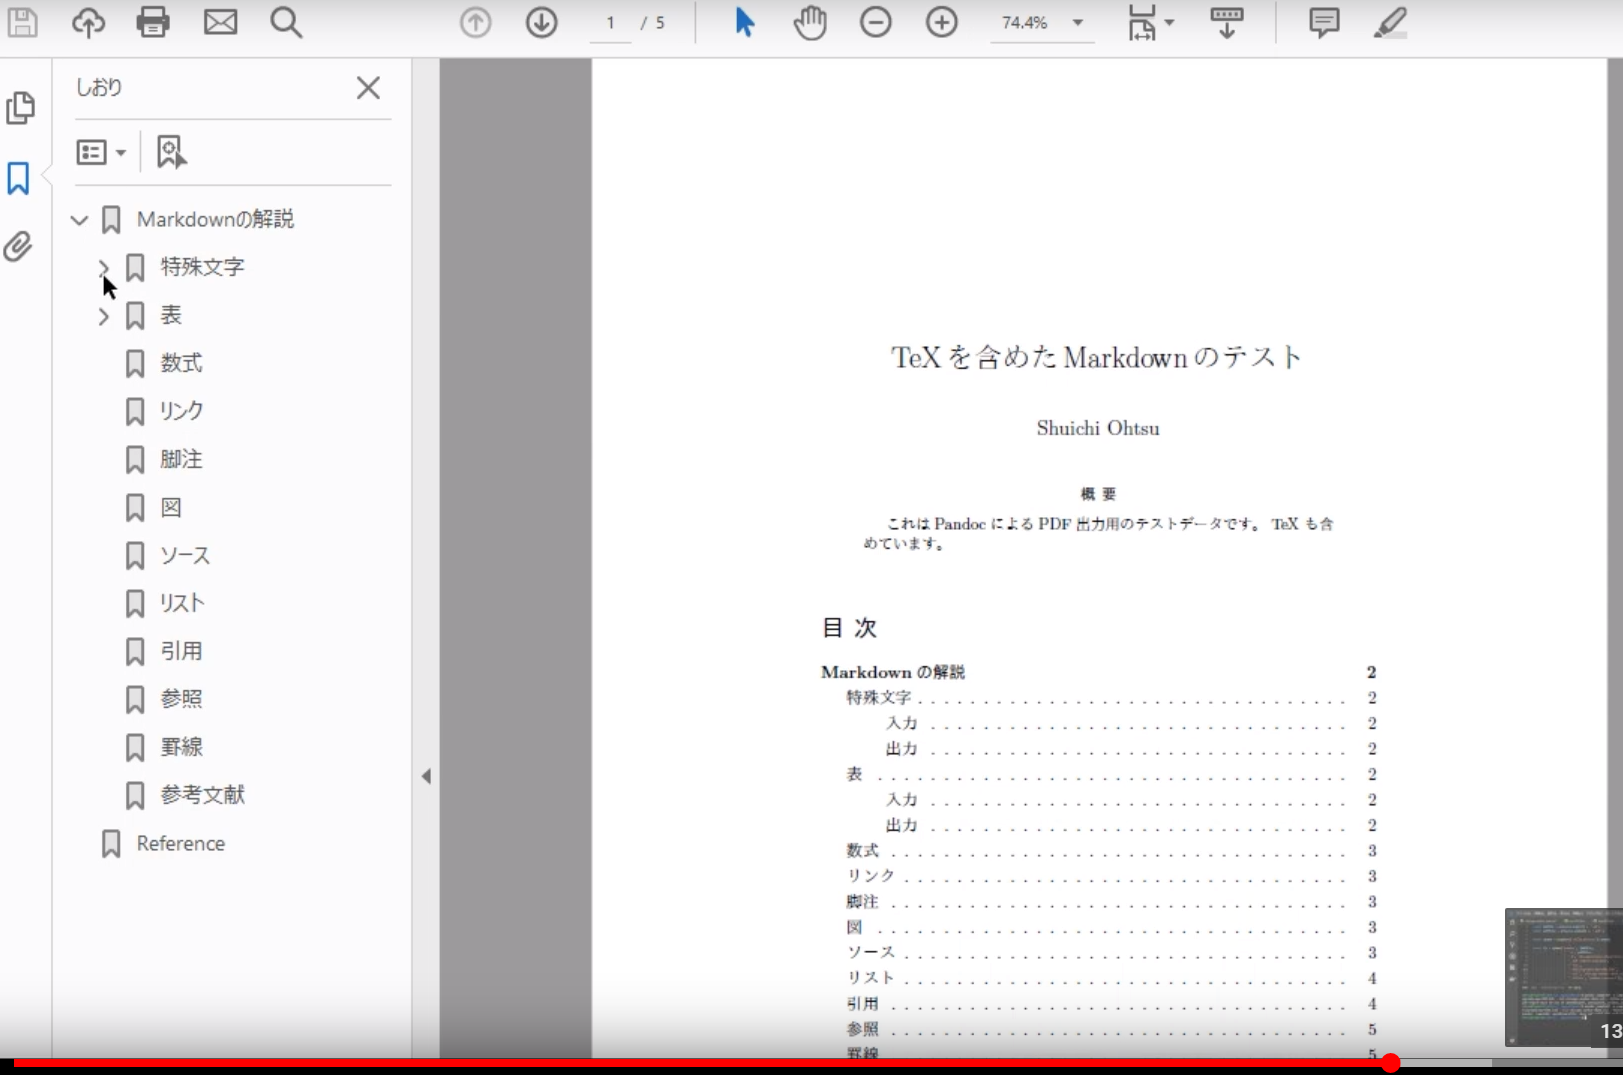 1 / 5
74.4%
しおり
Markdownの解説
特殊文字
表
数式
リンク
脚注
図
ソース
リスト
引用
参照
罫線
参考文献
Reference
TeX を含めた Markdown のテスト
Shuichi Ohtsu
概 要
これは Pandoc による PDF 出力用のテストデータです。 TeX も含
めています。
目 次
Markdown の解説 2
特殊文字 . . . . . . . . . . . . . . . . . . . . . . . . . . . . . . . . . 2
入力 . . . . . . . . . . . . . . . . . . . . . . . . . . . . . . . . 2
出力 . . . . . . . . . . . . . . . . . . . . . . . . . . . . . . . . 2
表 . . . . . . . . . . . . . . . . . . . . . . . . . . . . . . . . . . . . 2
入力 . . . . . . . . . . . . . . . . . . . . . . . . . . . . . . . . 2
出力 . . . . . . . . . . . . . . . . . . . . . . . . . . . . . . . . 2
数式 . . . . . . . . . . . . . . . . . . . . . . . . . . . . . . . . . . . 3
リンク . . . . . . . . . . . . . . . . . . . . . . . . . . . . . . . . . . 3
脚注 . . . . . . . . . . . . . . . . . . . . . . . . . . . . . . . . . . . 3
図 . . . . . . . . . . . . . . . . . . . . . . . . . . . . . . . . . . . . 3
ソース . . . . . . . . . . . . . . . . . . . . . . . . . . . . . . . . . . 3
リスト . . . . . . . . . . . . . . . . . . . . . . . . . . . . . . . . . . 4
引用 . . . . . . . . . . . . . . . . . . . . . . . . . . . . . . . . . . . 4
参照 . . . . . . . . . . . . . . . . . . . . . . . . . . . . . . . . . . . 5
罫線 . . . . . . . . . . . . . . . . . . . . . . . . . . . . . . . . . . . 5
13